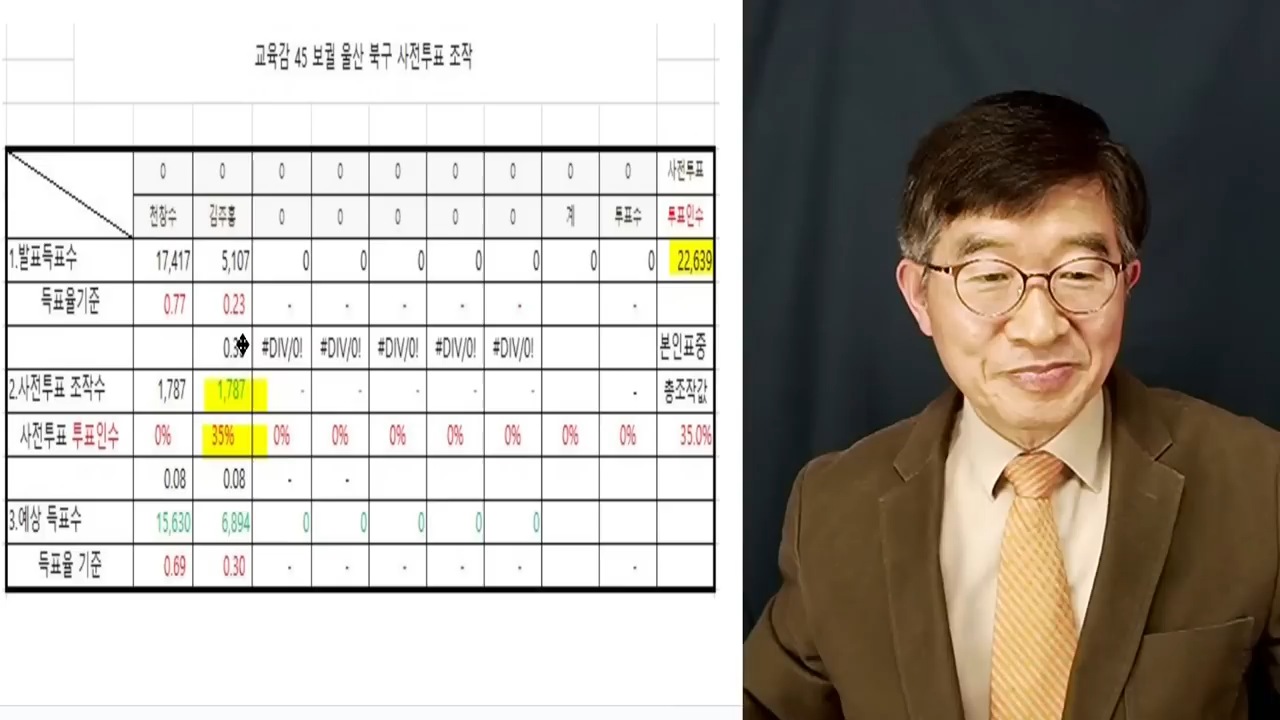 교육감 45 보궐 울산 북구 사전투표 조작
0 0 0 0 0 0 0 0 0 사전투표
천창수 김주홍 0 0 0 0 0 계 투표수 투표인수
1.발표득표수 17,417 5,107 0 0 0 0 0 0 0 22,639
득표율기준 0.77 0.23 - - - - - -
#DIV/0! #DIV/0! #DIV/0! #DIV/0! #DIV/0! 본인표중
2.사전투표 조작수 1,787 1,787 - - - - - - 총조작값
사전투표 투표인수 0% 35% 0% 0% 0% 0% 0% 0% 0% 35.0%
0.08 0.08 - -
3.예상 득표수 15,630 6,894 0 0 0 0 0
득표율 기준 0.69 0.30 - - - - - -